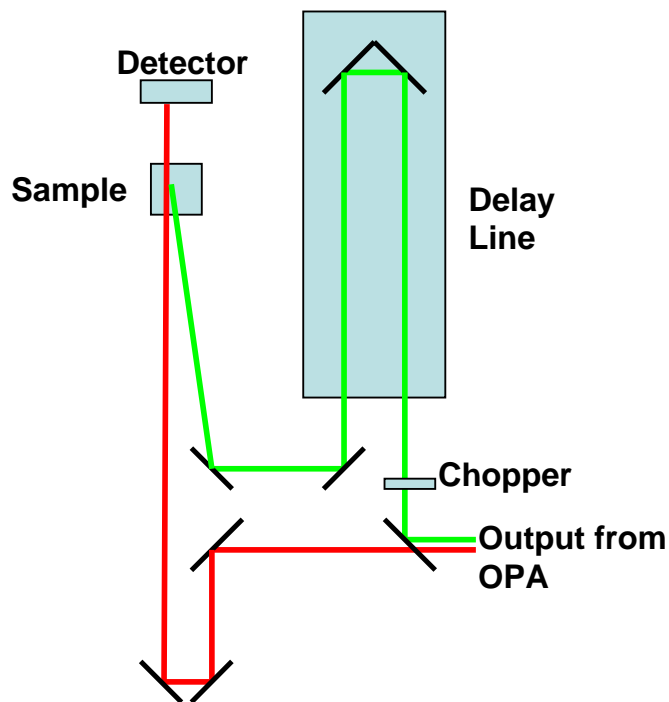 Detector
Sample
Delay
Line
Chopper
Output from
OPA